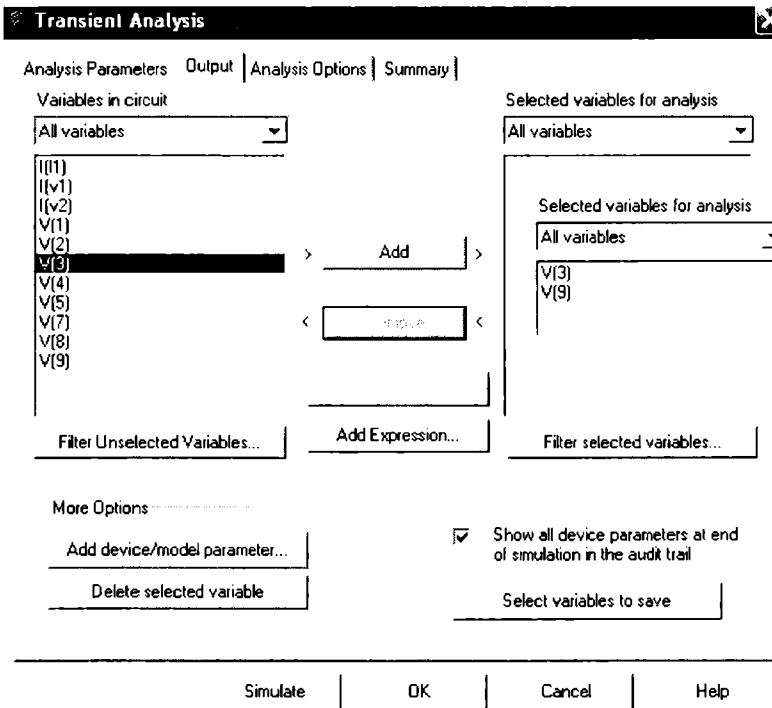 Transient Analysis
Analysis Parameters Output Analysis Options Summary
Variables in circuit
All variables
I(l1)
I(v1)
I(v2)
V(1)
V(2)
V(3)
V(4)
V(5)
V(7)
V(8)
V(9)
Filter Unselected Variables...
> Add >
< <
Add Expression...
Selected variables for analysis
All variables
Selected variables for analysis
All variables
V(3)
V(9)
Filter selected variables...
More Options
Add device/model parameter...
Delete selected variable
Show all device parameters at end
of simulation in the audit trail
Select variables to save
Simulate OK Cancel Help